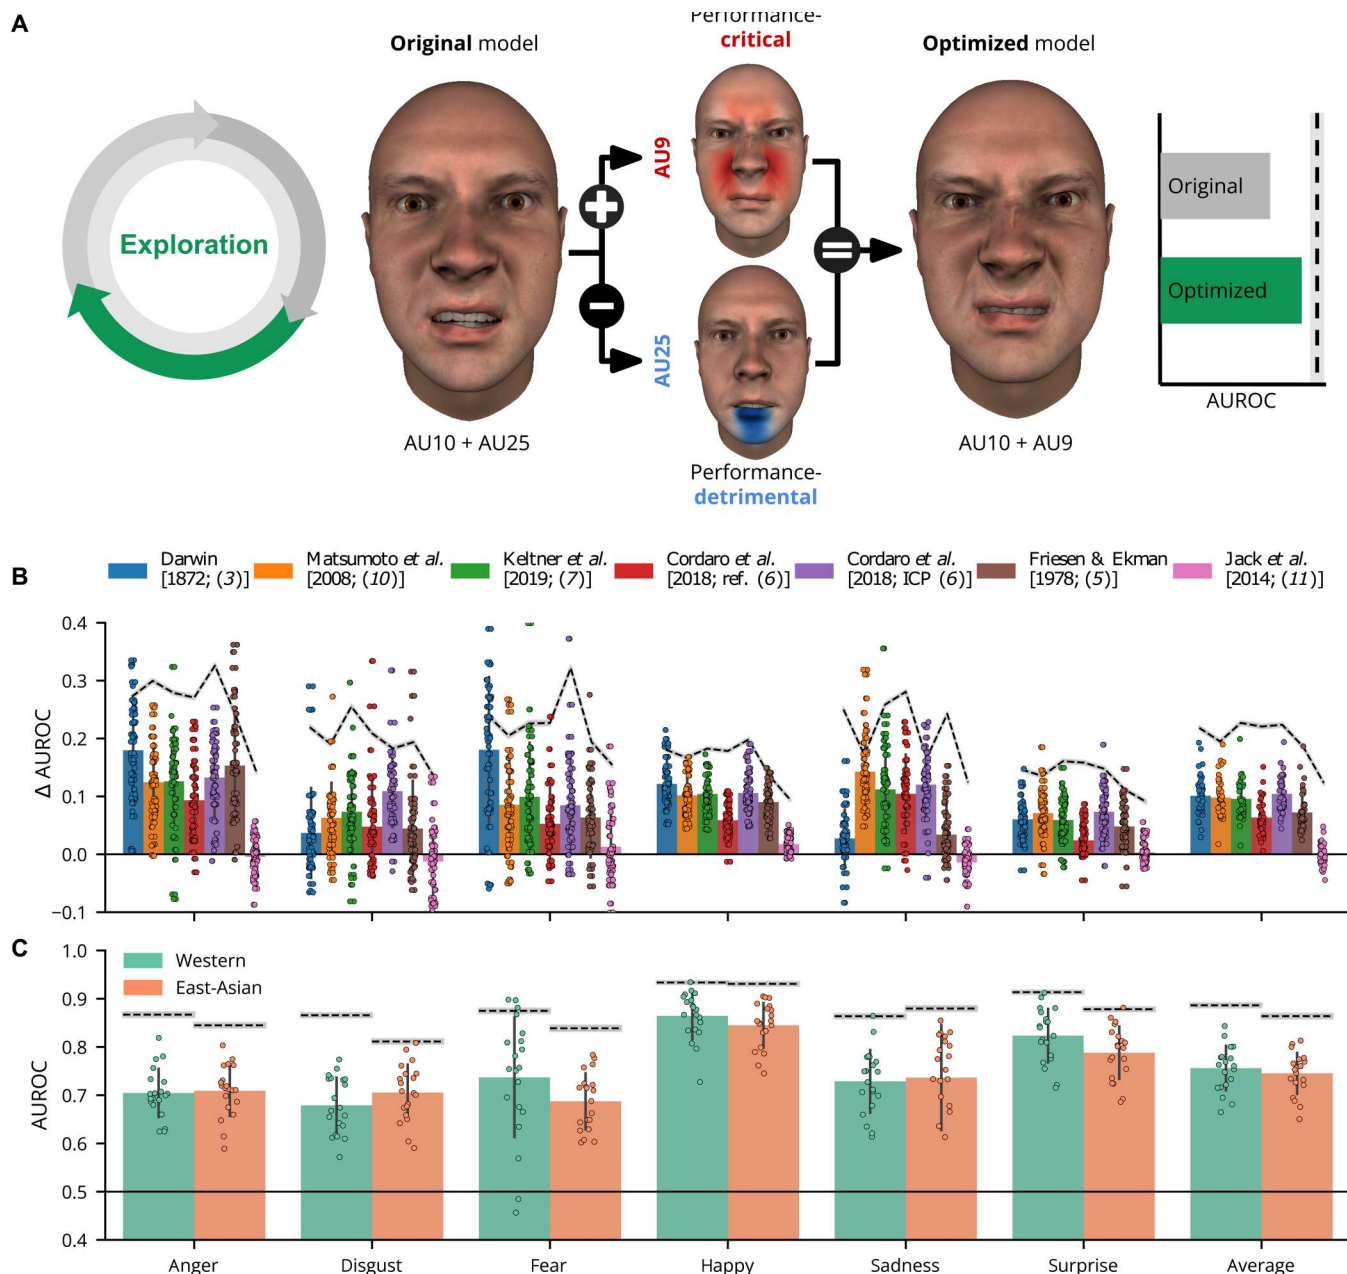 A
Original model
Performance-
critical
Optimized model
Exploration
AU9
AU25
Original
Optimized
AUROC
AU10 + AU25
AU10 + AU9
Performance-
detrimental
B
Darwin
[1872; (3)]
Matsumoto et al.
[2008; (10)]
Keltner et al.
[2019; (7)]
Cordaro et al.
[2018; ref. (6)]
Cordaro et al.
[2018; ICP (6)]
Friesen & Ekman
[1978; (5)]
Jack et al.
[2014; (11)]
Δ AUROC
0.4
0.3
0.2
0.1
0.0
−0.1
C
Western
East-Asian
AUROC
1.0
0.9
0.8
0.7
0.6
0.5
0.4
Anger
Disgust
Fear
Happy
Sadness
Surprise
Average